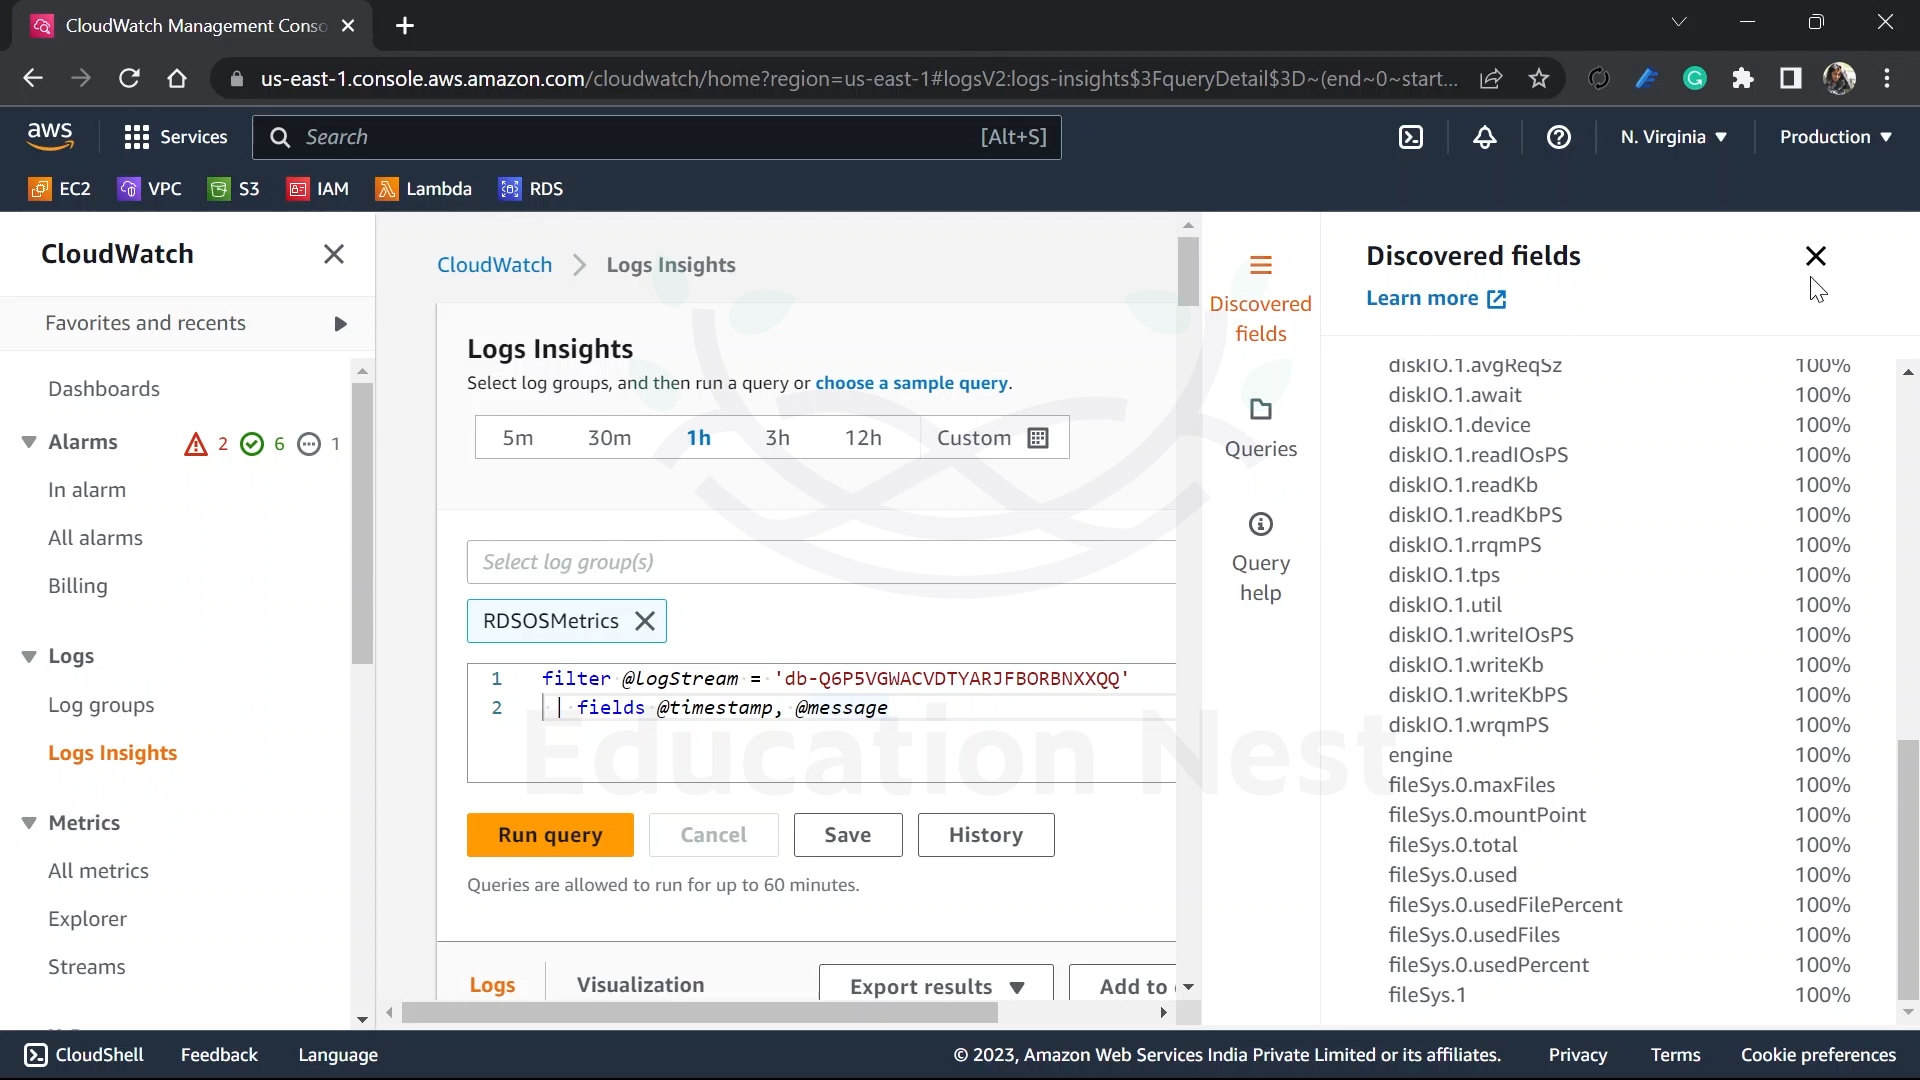 CloudWatch Management Conso
us-east-1.console.aws.amazon.com/cloudwatch/home?region=us-east-1#logsV2:logs-insights$3FqueryDetail$3D~(end~0~start...
aws
Services
Search
[Alt+S]
N. Virginia
Production
EC2
VPC
S3
IAM
Lambda
RDS
CloudWatch
Favorites and recents
Dashboards
Alarms 2 6 1
In alarm
All alarms
Billing
Logs
Log groups
Logs Insights
Metrics
All metrics
Explorer
Streams
CloudWatch
Logs Insights
Logs Insights
Select log groups, and then run a query or choose a sample query.
5m 30m 1h 3h 12h Custom
Select log group(s)
RDSOSMetrics
1 filter @logStream = 'db-Q6P5VGWACVDTYARJFBORBNXXQQ'
2 | fields @timestamp, @message
Education Nest
Run query
Cancel
Save
History
Queries are allowed to run for up to 60 minutes.
Logs
Visualization
Export results
Add to
Discovered
fields
Queries
Query
help
Discovered fields
Learn more
diskIO.1.avgReqSz 100%
diskIO.1.await 100%
diskIO.1.device 100%
diskIO.1.readIOsPS 100%
diskIO.1.readKb 100%
diskIO.1.readKbPS 100%
diskIO.1.rrqmPS 100%
diskIO.1.tps 100%
diskIO.1.util 100%
diskIO.1.writeIOsPS 100%
diskIO.1.writeKb 100%
diskIO.1.writeKbPS 100%
diskIO.1.wrqmPS 100%
engine 100%
fileSys.0.maxFiles 100%
fileSys.0.mountPoint 100%
fileSys.0.total 100%
fileSys.0.used 100%
fileSys.0.usedFilePercent 100%
fileSys.0.usedFiles 100%
fileSys.0.usedPercent 100%
fileSys.1 100%
CloudShell
Feedback
Language
© 2023, Amazon Web Services India Private Limited or its affiliates.
Privacy
Terms
Cookie preferences